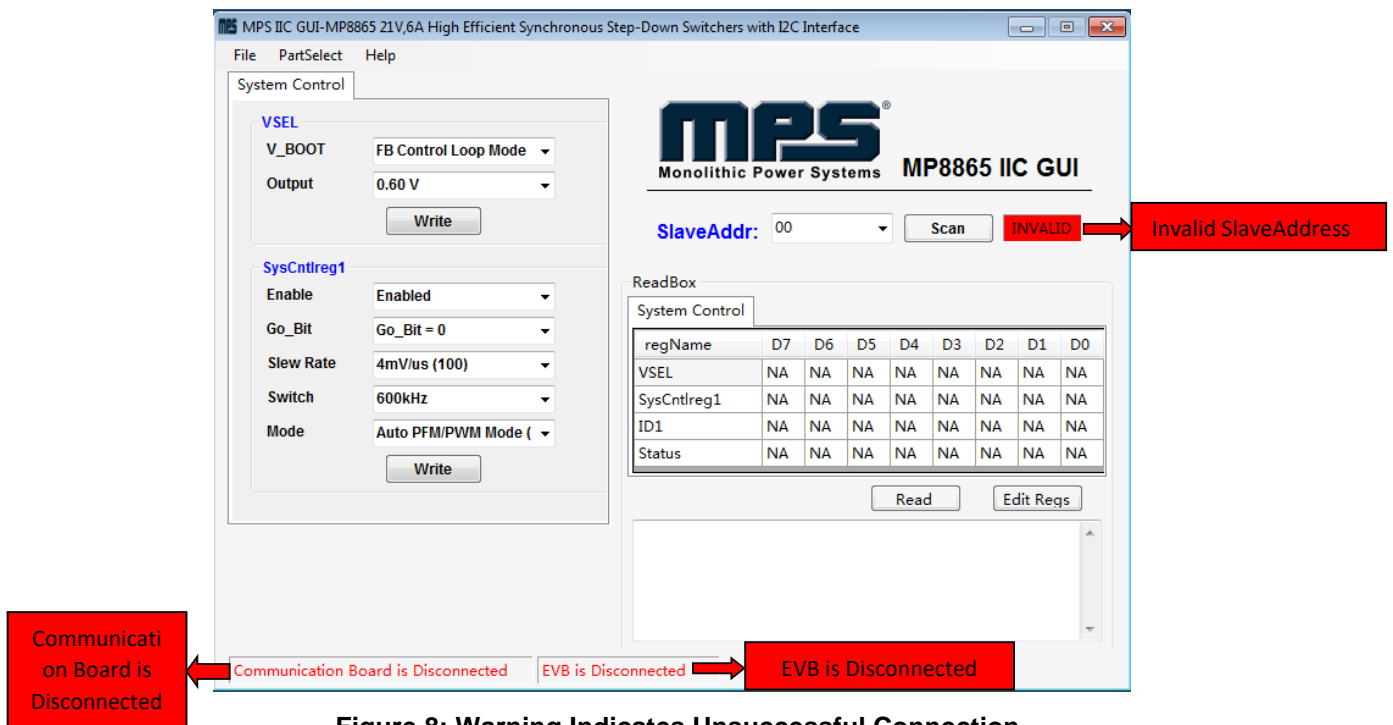 MPS IIC GUI-MP8865 21V,6A High Efficient Synchronous Step-Down Switchers with I2C Interface
File PartSelect Help
System Control
VSEL
V_BOOT FB Control Loop Mode
Output 0.60 V
Write
SysCntlreg1
Enable Enabled
Go_Bit Go_Bit = 0
Slew Rate 4mV/us (100)
Switch 600kHz
Mode Auto PFM/PWM Mode (
Write
mps®
Monolithic Power Systems
MP8865 IIC GUI
SlaveAddr: 00 Scan INVALID
Invalid SlaveAddress
ReadBox
System Control
regName D7 D6 D5 D4 D3 D2 D1 D0
VSEL NA NA NA NA NA NA NA NA
SysCntlreg1 NA NA NA NA NA NA NA NA
ID1 NA NA NA NA NA NA NA NA
Status NA NA NA NA NA NA NA NA
Read Edit Regs
Communicati
on Board is
Disconnected
Communication Board is Disconnected EVB is Disconnected
EVB is Disconnected
Figure 8: Warning Indicates Unsuccessful Connection